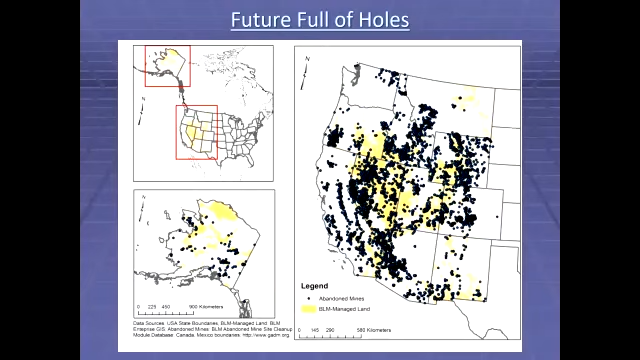 Future Full of Holes
0 225 450 900 Kilometers
Legend
Abandoned Mines
BLM-Managed Land
0 145 290 580 Kilometers
Data Sources: USA State Boundaries; BLM-Managed Land: BLM
Enterprise GIS; Abandoned Mines: BLM Abandoned Mine Site Cleanup
Module Database; Canada, Mexico boundaries: http://www.gadm.org.